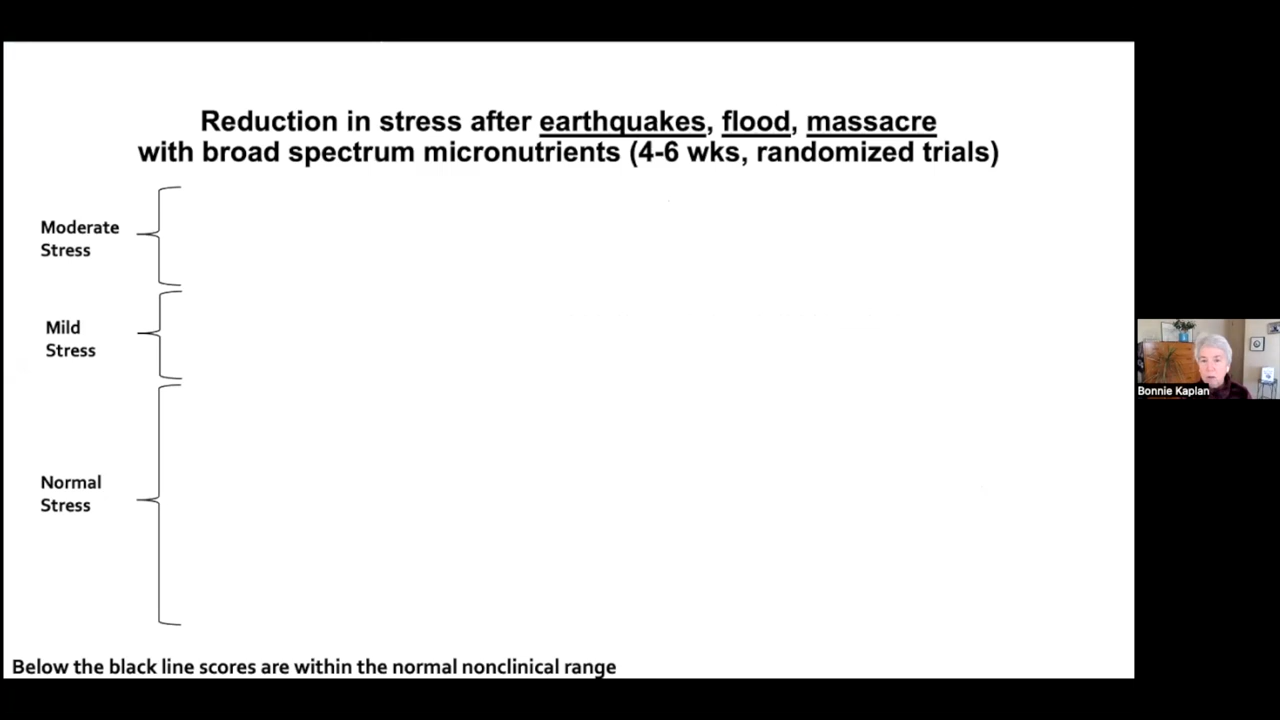 Reduction in stress after earthquakes, flood, massacre
with broad spectrum micronutrients (4-6 wks, randomized trials)
Moderate
Stress
Mild
Stress
Normal
Stress
Below the black line scores are within the normal nonclinical range
Bonnie Kaplan